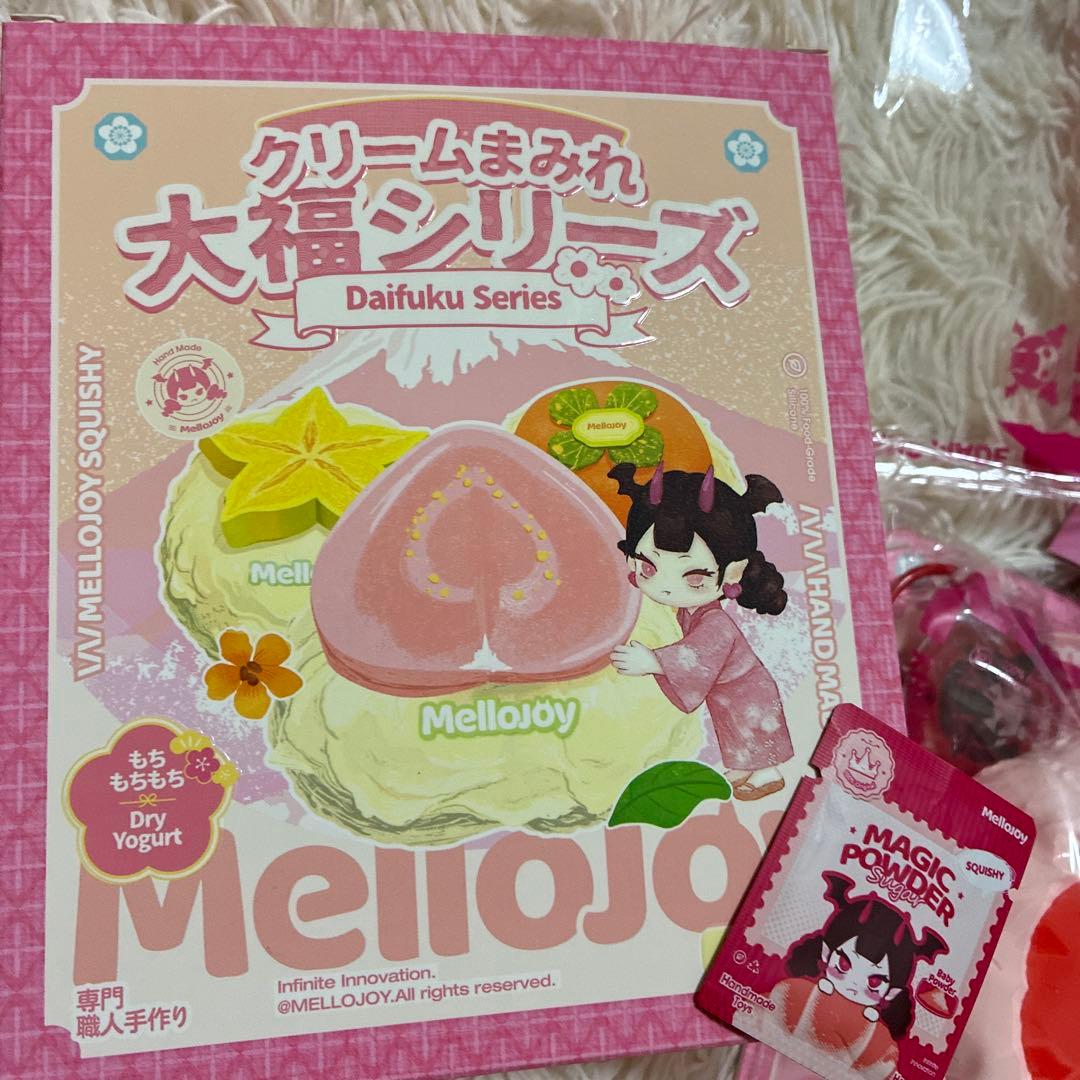 クリームまみれ
大福シリーズ
Daifuku Series
Hand Made
Mellojoy
\/\/\/MELLOJOY SQUISHY
100% Food-Grade
Silicone
Mellojoy
Mell
/\/\/\HAND MA
Mellojoy
もち
もちもち
Dry
Yogurt
Mellojoy
Infinite Innovation.
@MELLOJOY.All rights reserved.
専門
職人手作り
Mellojoy
MAGIC
POWDER
Sugar
SQUISHY
Baby
Powder
Handmade
Toys